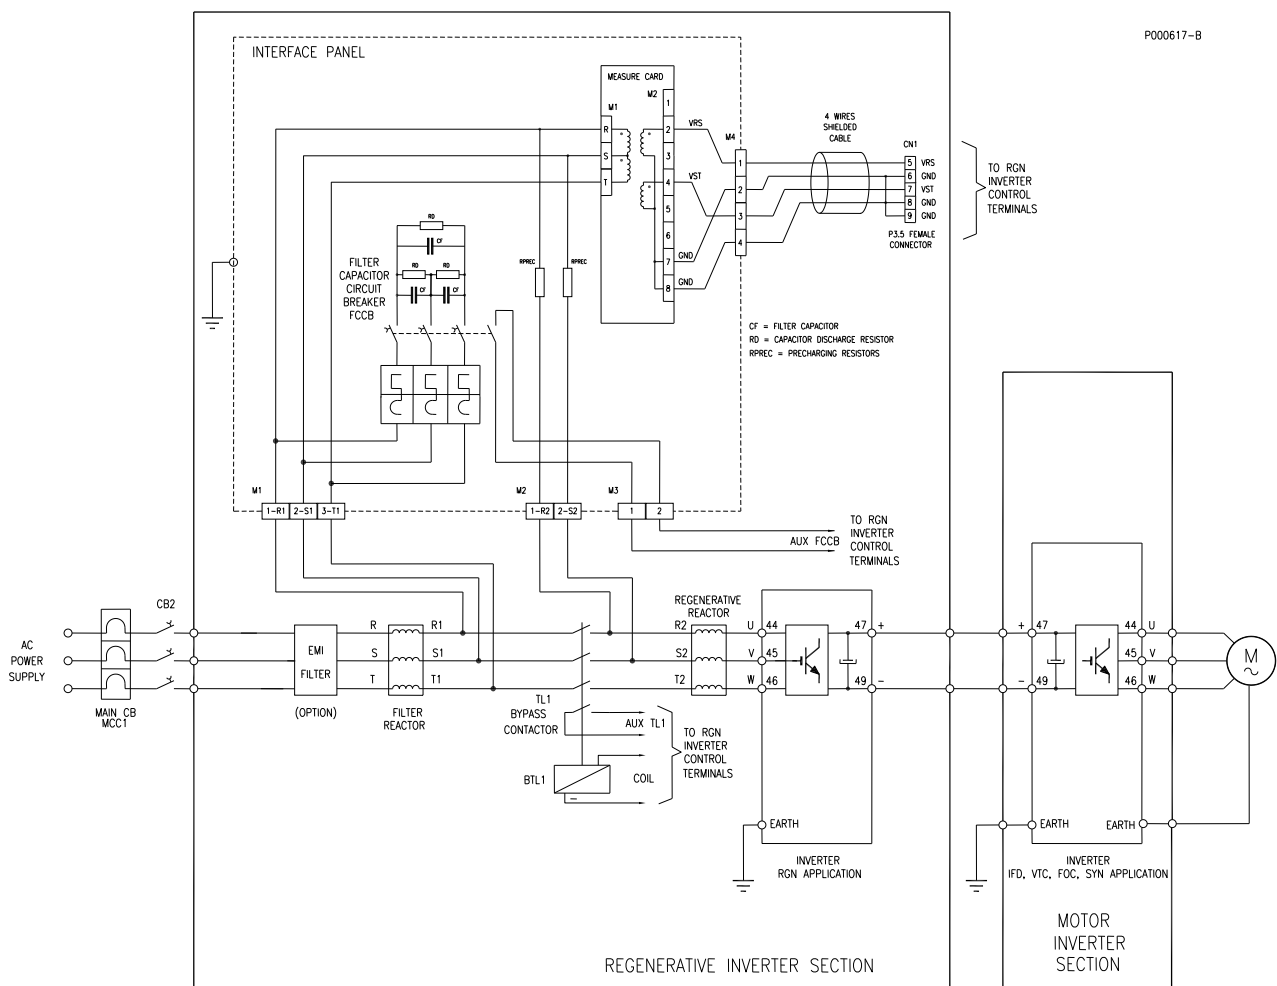 P000617-B
INTERFACE PANEL
MEASURE CARD
M1
M2
1
R
2
VRS
S
3
T
4
VST
5
6
7
GND
8
GND
M4
1
2
3
4
4 WIRES
SHIELDED
CABLE
CN1
5 VRS
6 GND
7 VST
8 GND
9 GND
P3.5 FEMALE
CONNECTOR
TO RGN
INVERTER
CONTROL
TERMINALS
RD
CF
RD
RD
CF
CF
FILTER
CAPACITOR
CIRCUIT
BREAKER
FCCB
RPREC
RPREC
CF = FILTER CAPACITOR
RD = CAPACITOR DISCHARGE RESISTOR
RPREC = PRECHARGING RESISTORS
M1
1-R1
2-S1
3-T1
M2
1-R2
2-S2
M3
1
2
AUX FCCB
TO RGN
INVERTER
CONTROL
TERMINALS
AC
POWER
SUPPLY
MAIN CB
MCC1
CB2
EMI
FILTER
(OPTION)
R
S
T
R1
S1
T1
FILTER
REACTOR
TL1
BYPASS
CONTACTOR
AUX TL1
BTL1
COIL
TO RGN
INVERTER
CONTROL
TERMINALS
REGENERATIVE
REACTOR
R2
S2
T2
U
V
W
44
45
46
47
49
+
−
EARTH
INVERTER
RGN APPLICATION
+
−
47
49
44
45
46
U
V
W
M
EARTH
EARTH
INVERTER
IFD, VTC, FOC, SYN APPLICATION
MOTOR
INVERTER
SECTION
REGENERATIVE INVERTER SECTION